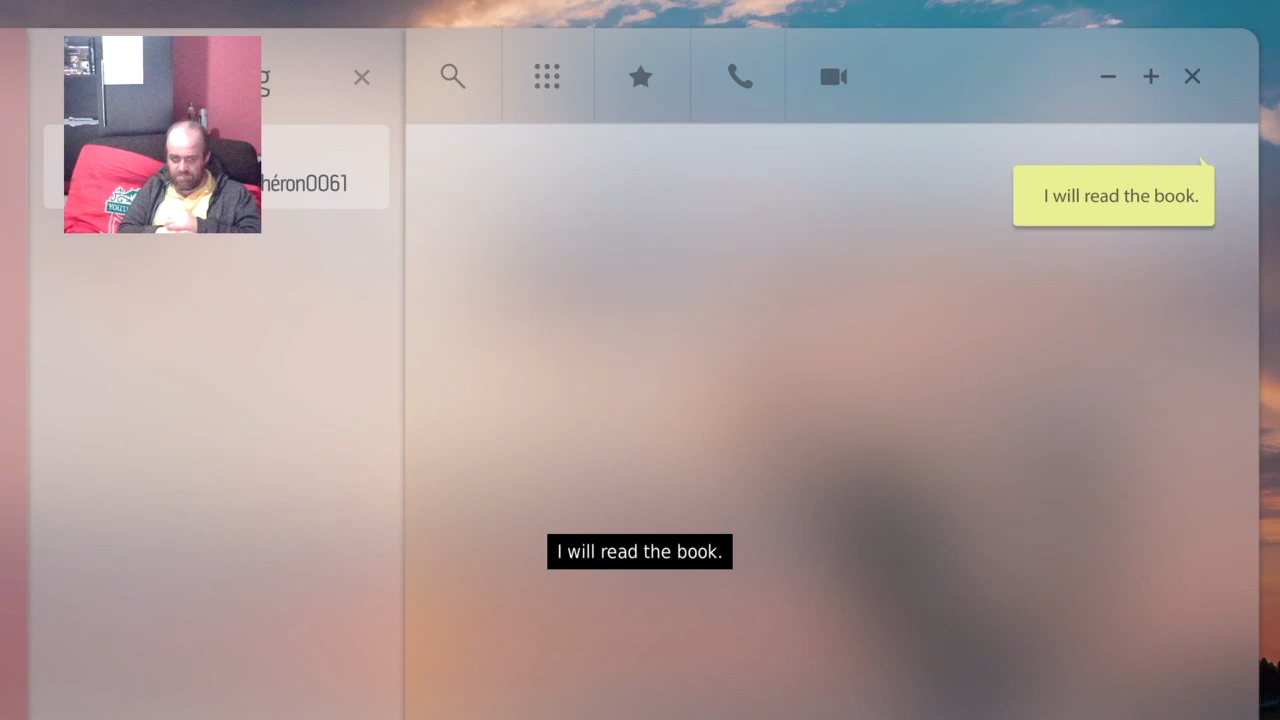 g
héron0061
I will read the book.
I will read the book.